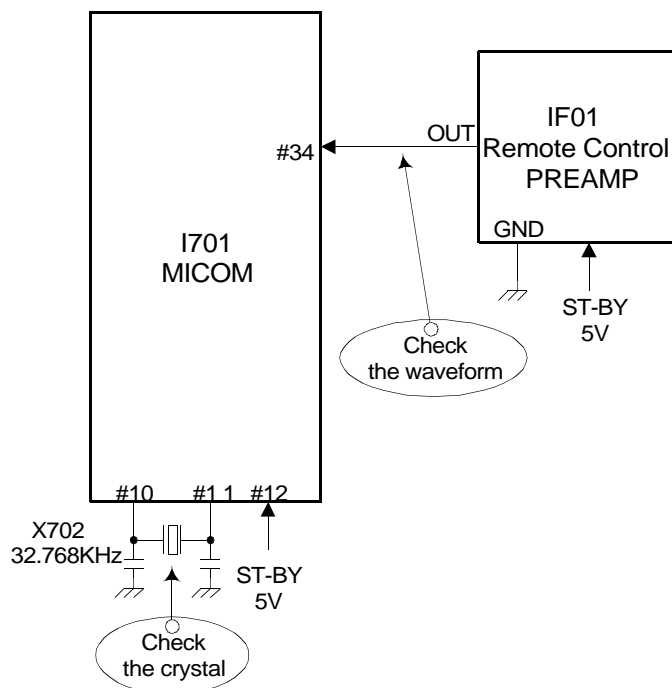 IF01
Remote Control
PREAMP
OUT
#34
GND
I701
MICOM
ST-BY
5V
Check
the waveform
#10
#1 1
#12
X702
32.768KHz
ST-BY
5V
Check
the crystal